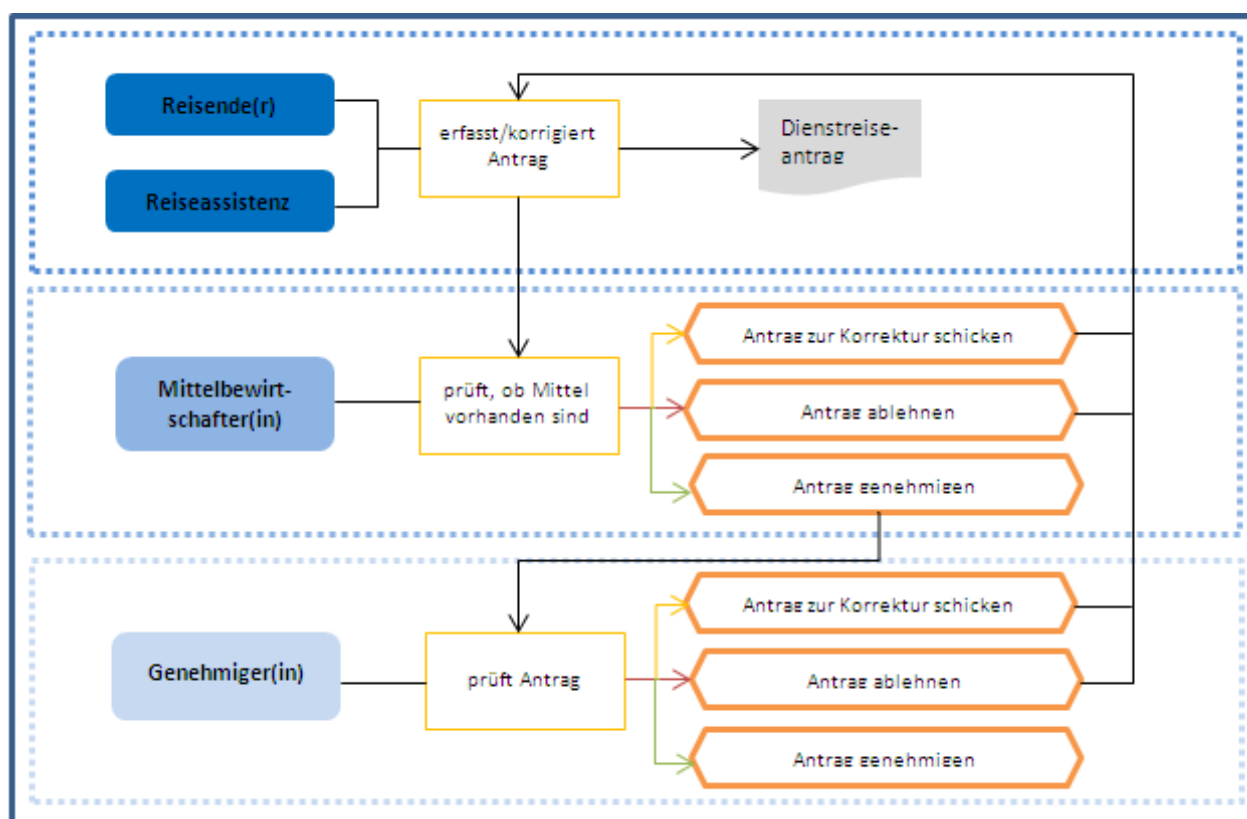 Reisende(r)
Reiseassistenz
erfasst/korrigiert
Antrag
Dienstreise-
antrag
Mittelbewirt-
schafter(in)
prüft, ob Mittel
vorhanden sind
Antrag zur Korrektur schicken
Antrag ablehnen
Antrag genehmigen
Genehmiger(in)
prüft Antrag
Antrag zur Korrektur schicken
Antrag ablehnen
Antrag genehmigen